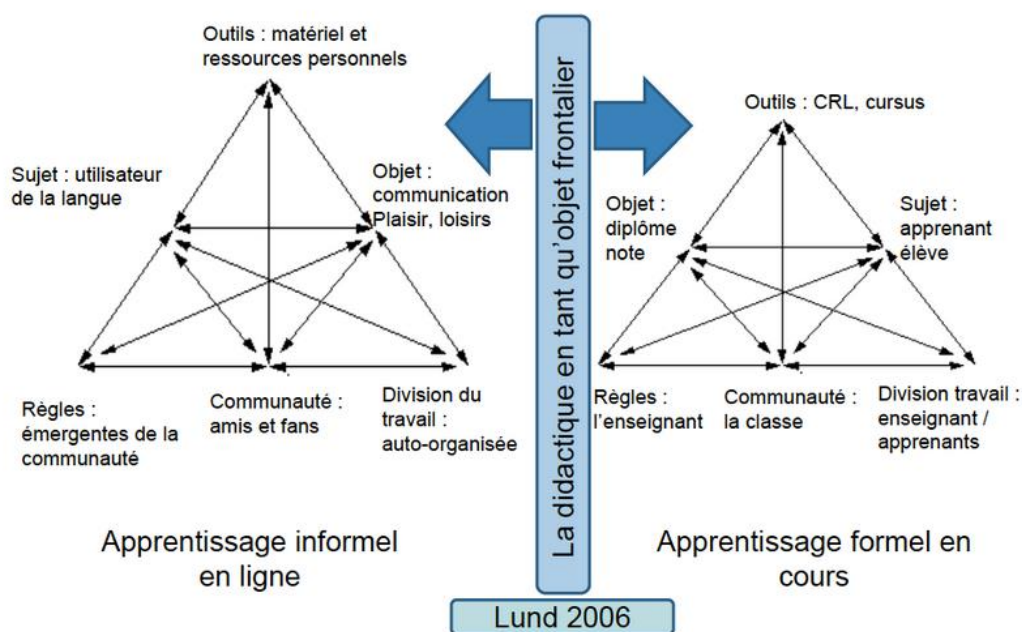 Outils : matériel et
ressources personnels
Sujet : utilisateur
de la langue
Objet :
communication
Plaisir, loisirs
Règles :
émergentes de la
communauté
Communauté :
amis et fans
Division du
travail :
auto-organisée
Apprentissage informel
en ligne
La didactique en tant qu'objet frontalier
Outils : CRL, cursus
Objet :
diplôme
note
Sujet :
apprenant
élève
Règles :
l'enseignant
Communauté :
la classe
Division travail :
enseignant /
apprenants
Apprentissage formel en
cours
Lund 2006